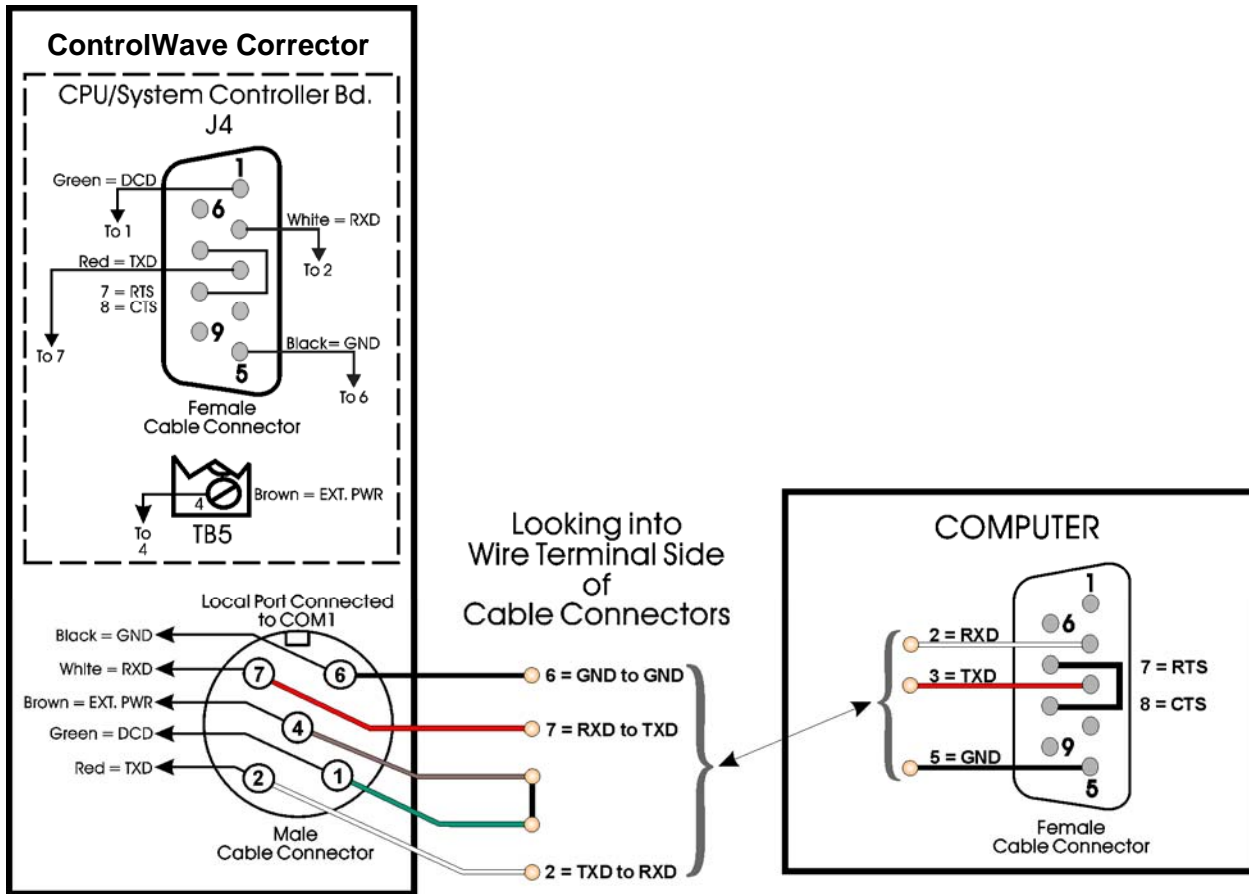 ControlWave Corrector
CPU/System Controller Bd.
J4
1
Green = DCD
6
To 1
White = RXD
To 2
Red = TXD
7 = RTS
8 = CTS
9
To 7
Black= GND
5
To 6
Female
Cable Connector
4
Brown = EXT. PWR
To
4
TB5
Local Port Connected
to COM1
Black = GND
White = RXD
Brown = EXT. PWR
Green = DCD
Red = TXD
7
6
4
1
2
Male
Cable Connector
Looking into
Wire Terminal Side
of
Cable Connectors
6 = GND to GND
7 = RXD to TXD
2 = TXD to RXD
COMPUTER
1
6
2 = RXD
3 = TXD
7 = RTS
8 = CTS
9
5 = GND
5
Female
Cable Connector